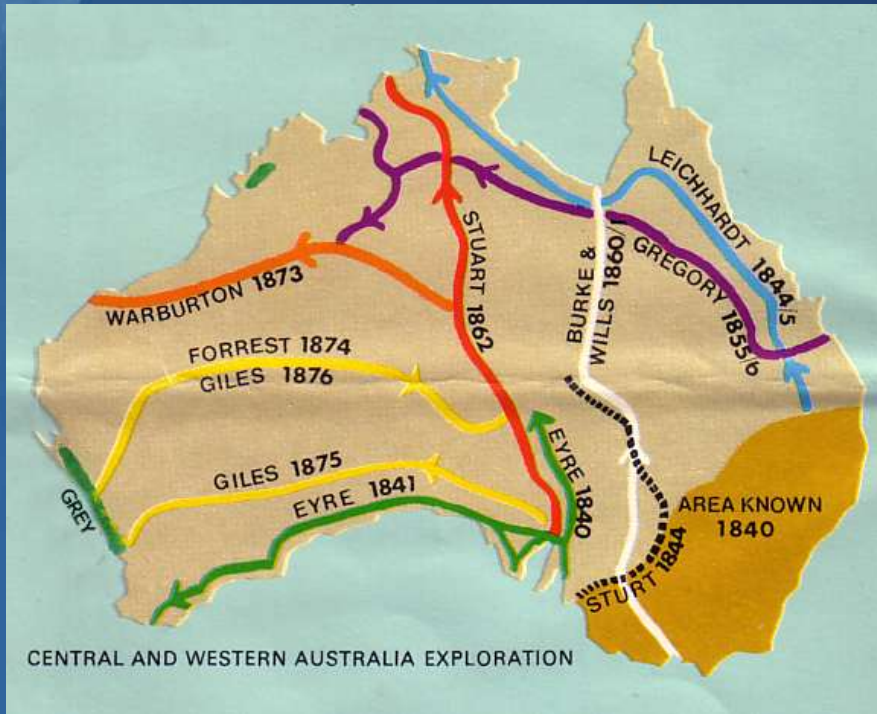 LEICHHARDT 1844/5
GREGORY 1855/6
BURKE &
WILLS 1860/1
STUART 1862
WARBURTON 1873
FORREST 1874
GILES 1876
GILES 1875
EYRE 1841
EYRE 1840
GREY
AREA KNOWN
1840
STURT 1844
CENTRAL AND WESTERN AUSTRALIA EXPLORATION